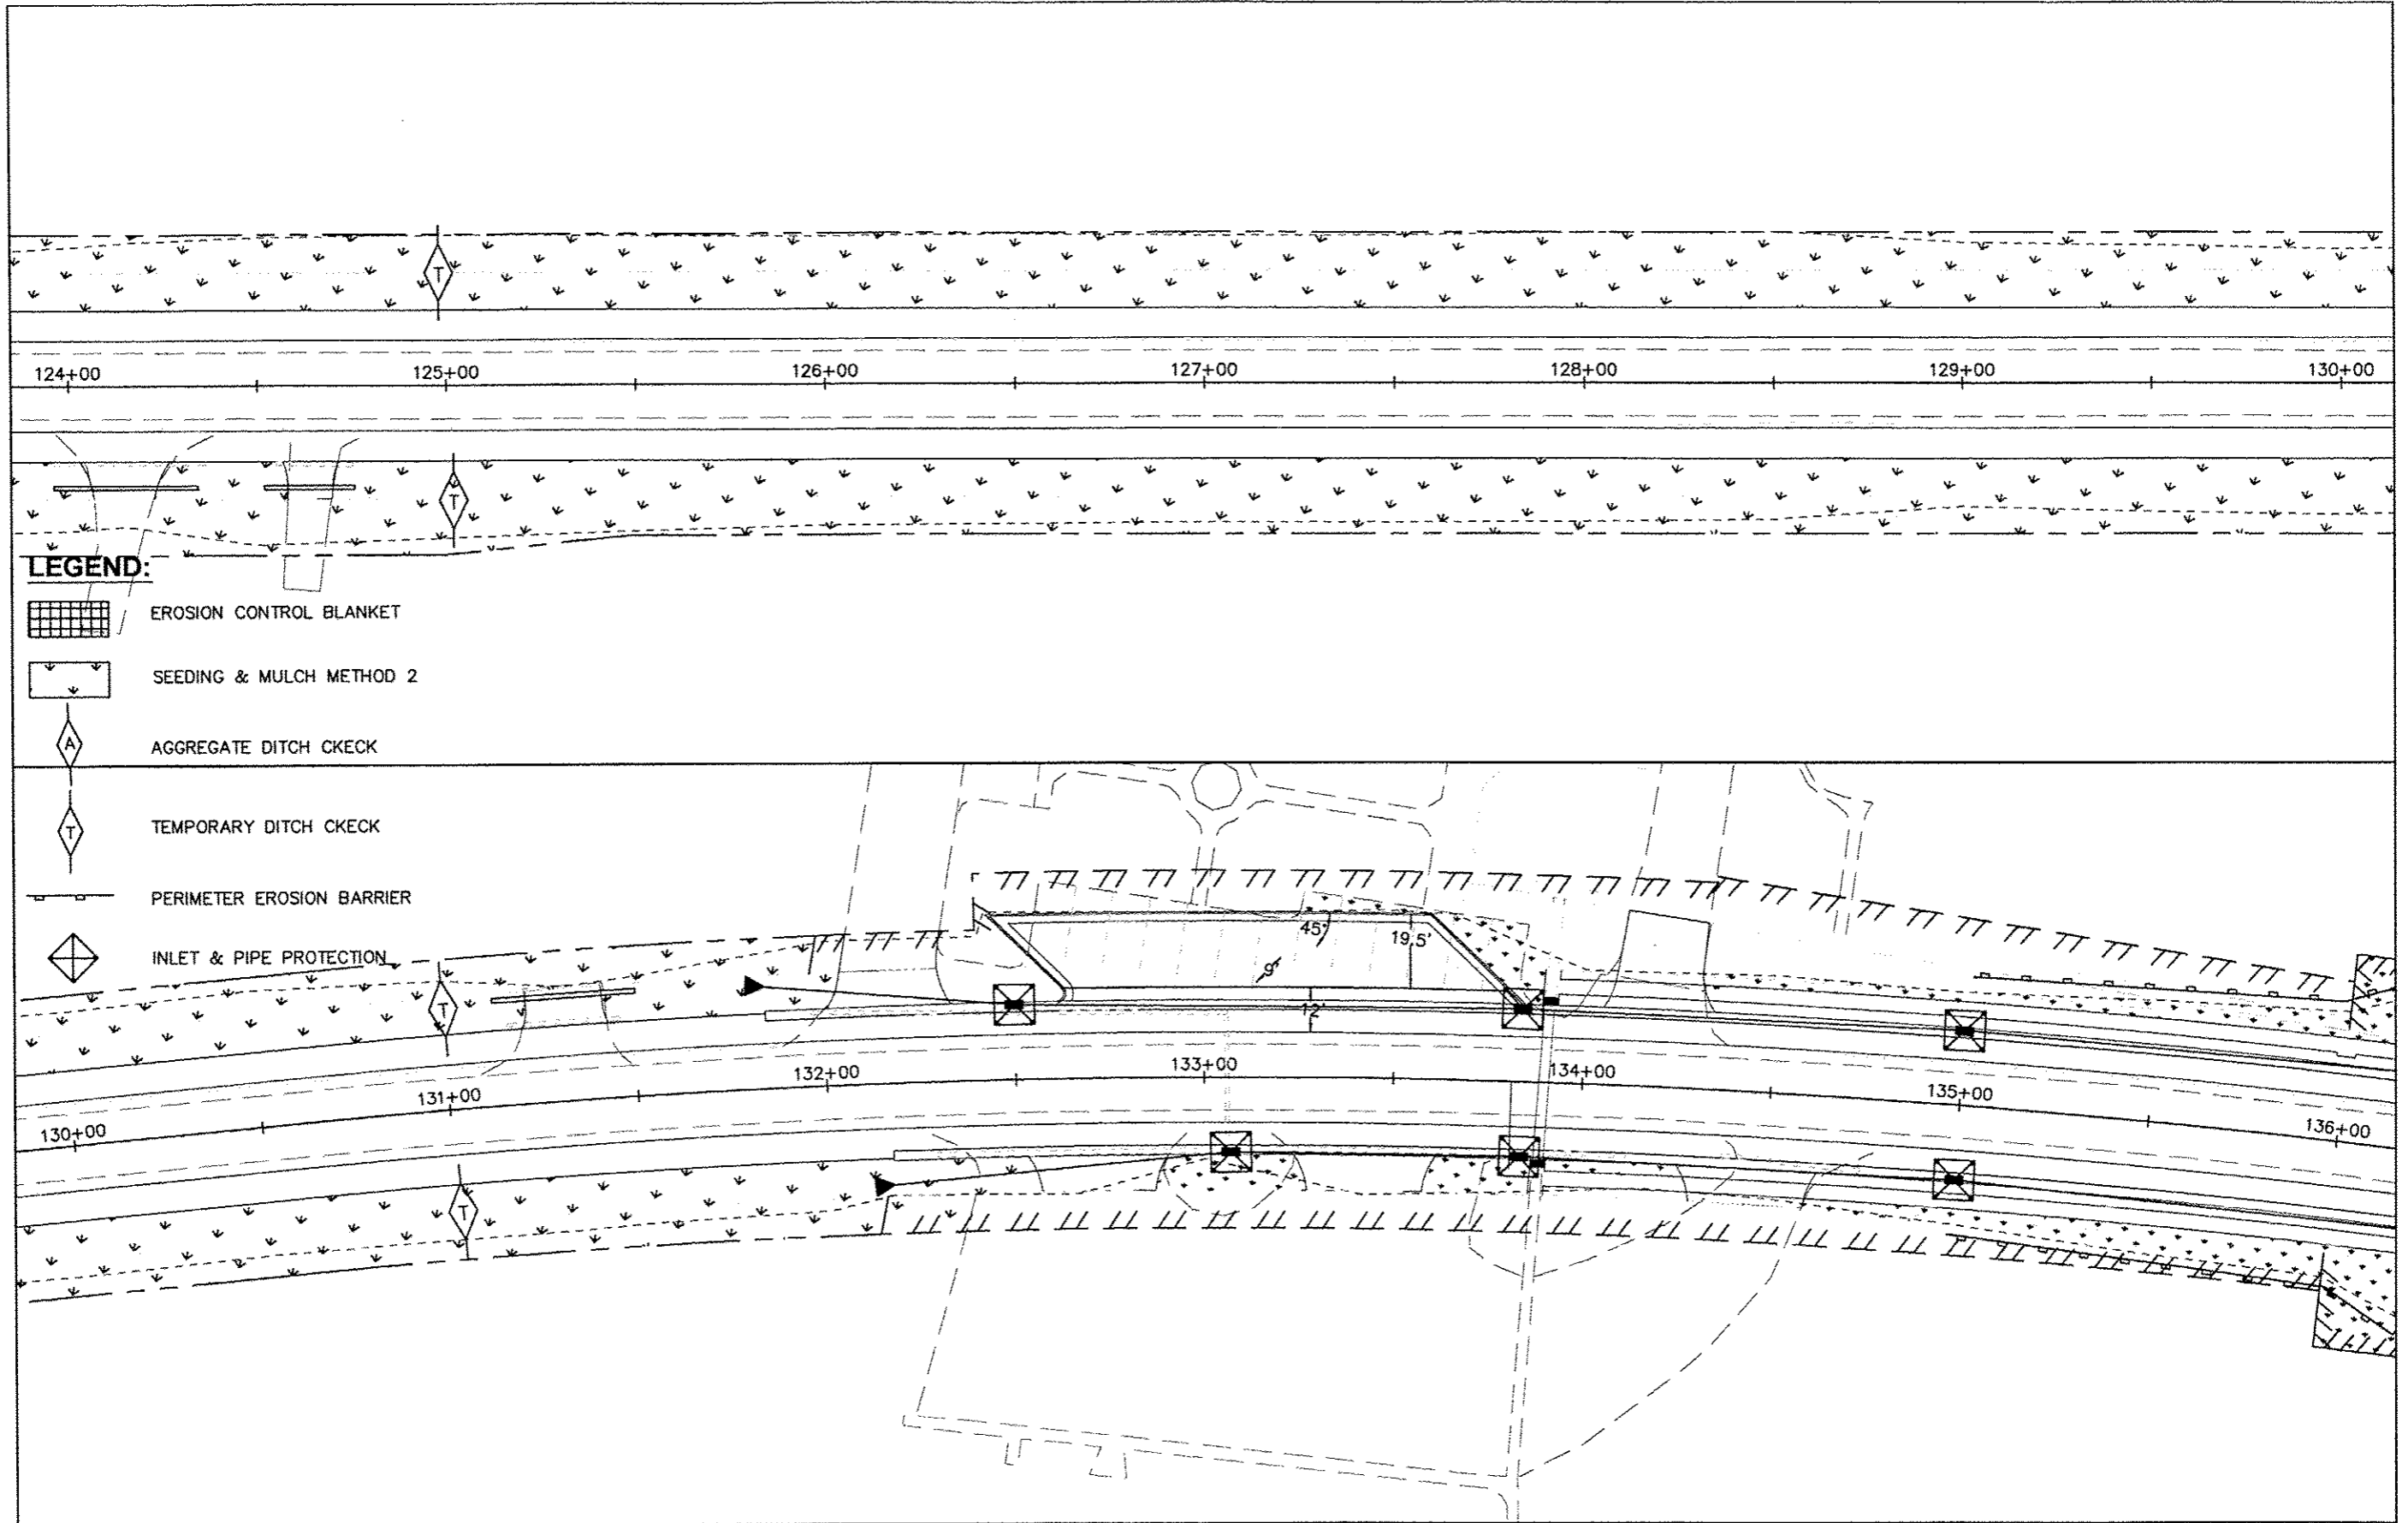 124+00 125+00 126+00 127+00 128+00 129+00 130+00
T
T
LEGEND:
EROSION CONTROL BLANKET
SEEDING & MULCH METHOD 2
A AGGREGATE DITCH CKECK
T TEMPORARY DITCH CKECK
PERIMETER EROSION BARRIER
INLET & PIPE PROTECTION
45'
19.5'
9'
12'
T
130+00 131+00 132+00 133+00 134+00 135+00 136+00
T